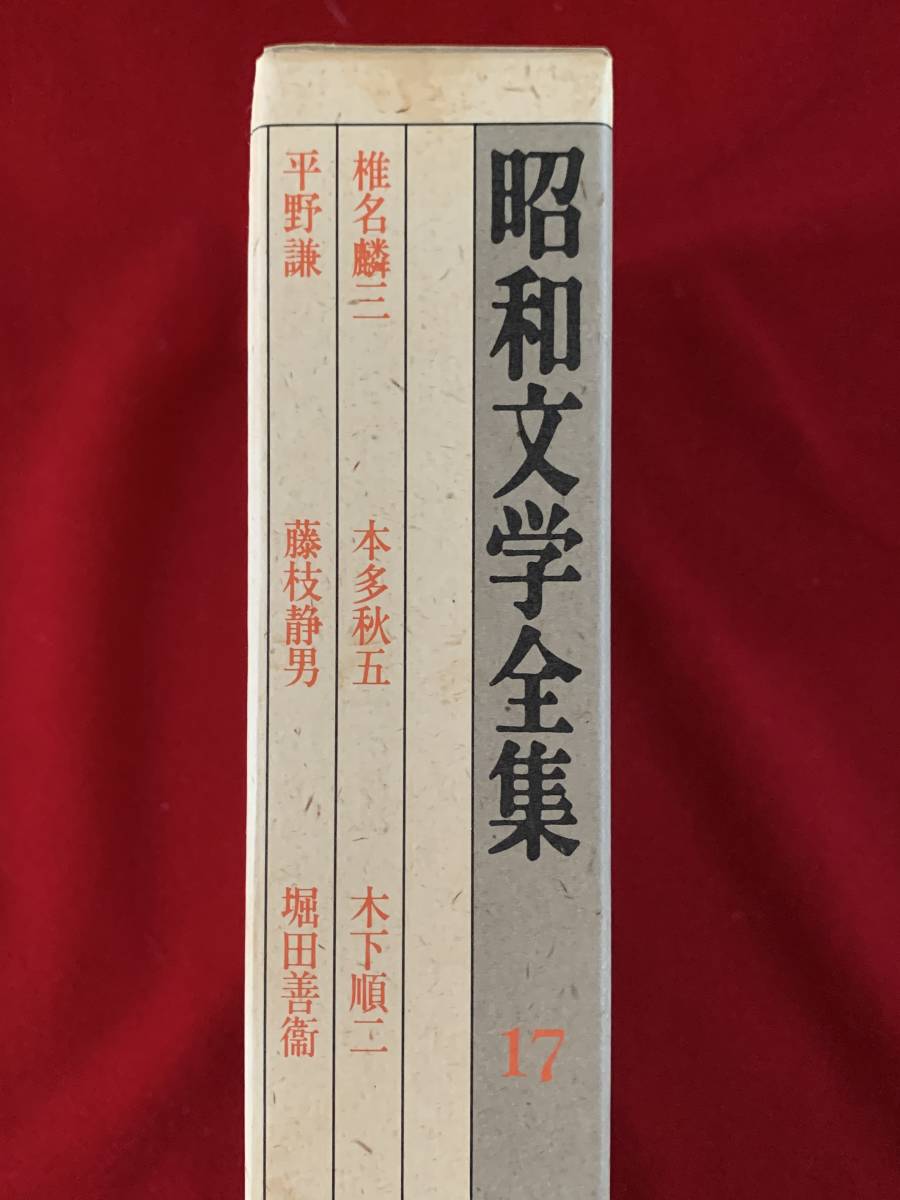 昭和文学全集
17
椎名麟三 本多秋五 木下順二
平野謙 藤枝静男 堀田善衞